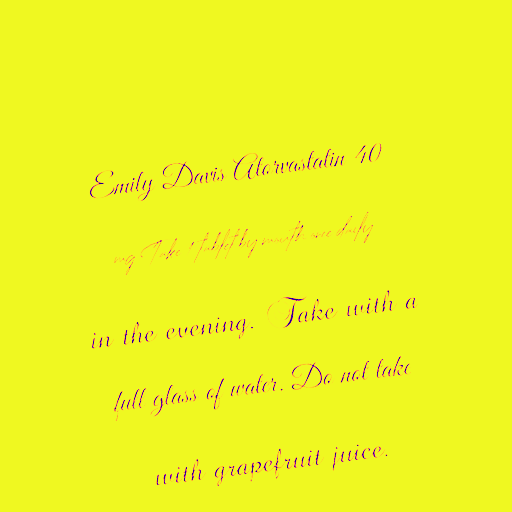 Emily Davis Atorvastatin 40
mg Take 1 tablet by mouth once daily
in the evening. Take with a
full glass of water. Do not take
with grapefruit juice.